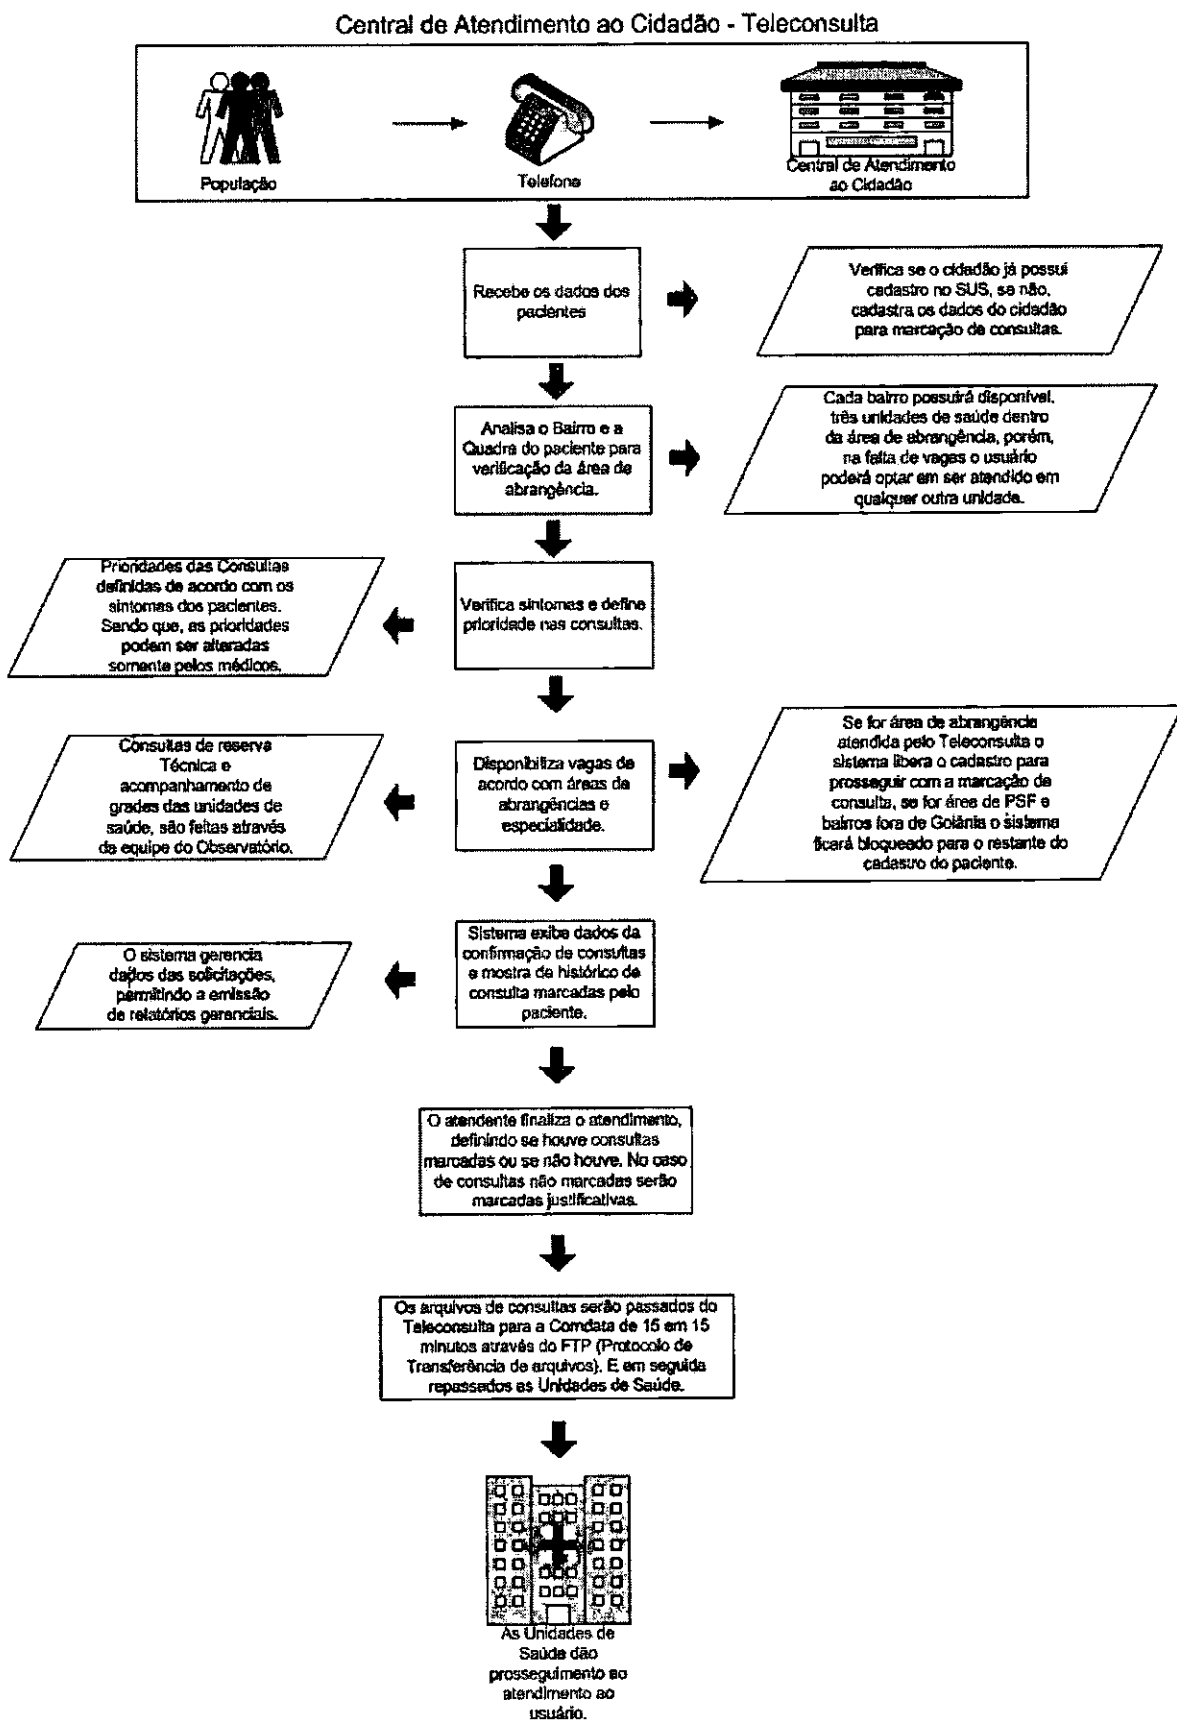 Central de Atendimento ao Cidadão - Teleconsulta
População
Telefone
Central de Atendimento
ao Cidadão
Recebe os dados dos
pacientes
Verifica se o cidadão já possui
cadastro no SUS, se não,
cadastra os dados do cidadão
para marcação de consultas.
Analisa o Bairro e a
Quadra do paciente para
verificação da área de
abrangência.
Cada bairro possuirá disponível,
três unidades de saúde dentro
da área de abrangência, porém,
na falta de vagas o usuário
poderá optar em ser atendido em
qualquer outra unidade.
Prioridades das Consultas
definidas de acordo com os
sintomas dos pacientes.
Sendo que, as prioridades
podem ser alteradas
somente pelos médicos.
Verifica sintomas e define
prioridade nas consultas.
Consultas de reserva
Técnica e
acompanhamento de
grades das unidades de
saúde, são feitas através
da equipe do Observatório.
Disponibiliza vagas de
acordo com áreas de
abrangências e
especialidade.
Se for área de abrangência
atendida pelo Teleconsulta o
sistema libera o cadastro para
prosseguir com a marcação de
consulta, se for área de PSF e
bairros fora de Goiânia o sistema
ficará bloqueado para o restante do
cadastro do paciente.
O sistema gerencia
dados das solicitações,
permitindo a emissão
de relatórios gerenciais.
Sistema exibe dados da
confirmação de consultas
e mostra de histórico de
consulta marcadas pelo
paciente.
O atendente finaliza o atendimento,
definindo se houve consultas
marcadas ou se não houve. No caso
de consultas não marcadas serão
marcadas justificativas.
Os arquivos de consultas serão passados do
Teleconsulta para a Comdata de 15 em 15
minutos através do FTP (Protocolo de
Transferência de arquivos). E em seguida
repassados as Unidades de Saúde.
As Unidades de
Saúde dão
prosseguimento ao
atendimento ao
usuário.